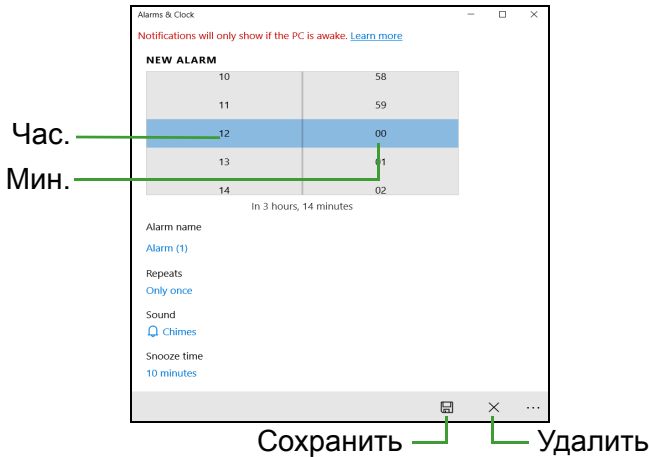 Alarms & Clock
Notifications will only show if the PC is awake. Learn more
NEW ALARM
10 58
11 59
Час. 12 00
13 01
Мин.
14 02
In 3 hours, 14 minutes
Alarm name
Alarm (1)
Repeats
Only once
Sound
Chimes
Snooze time
10 minutes
Сохранить Удалить